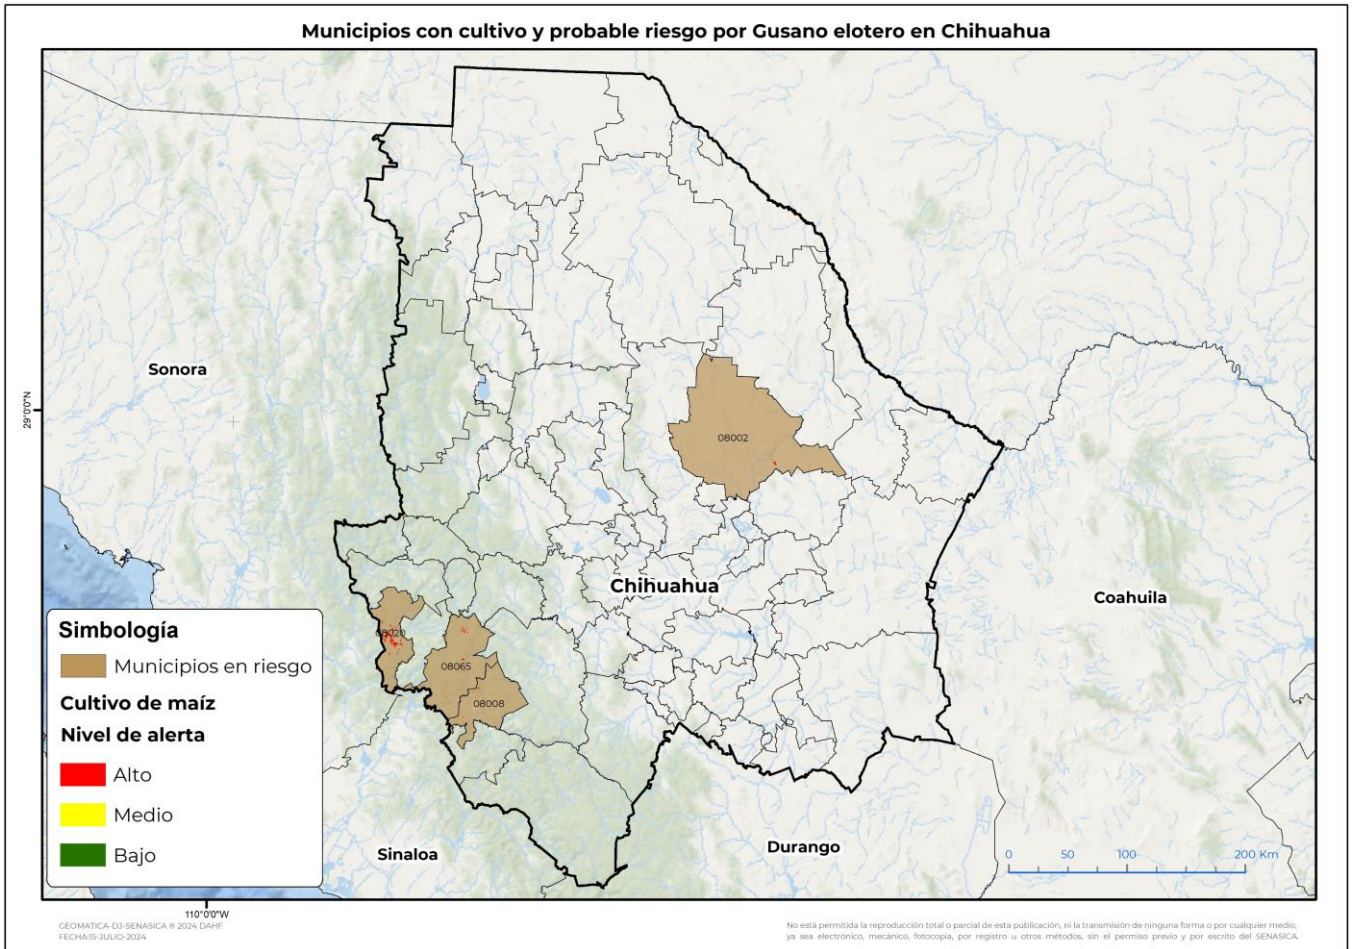 Municipios con cultivo y probable riesgo por Gusano elotero en Chihuahua
Sonora
29°0'0"N
08002
Chihuahua
Coahuila
08020
08065
08008
Simbología
Municipios en riesgo
Cultivo de maíz
Nivel de alerta
Alto
Medio
Bajo
Sinaloa
Durango
0 50 100 200 Km
110°0'0"W
GEOMATICA-DJ-SENASICA ® 2024 DAHF
FECHA:15-JULIO-2024
No está permitida la reproducción total o parcial de esta publicación, ni la transmisión de ninguna forma o por cualquier medio,
ya sea electrónico, mecánico, fotocopia, por registro u otros métodos, sin el permiso previo y por escrito del SENASICA.